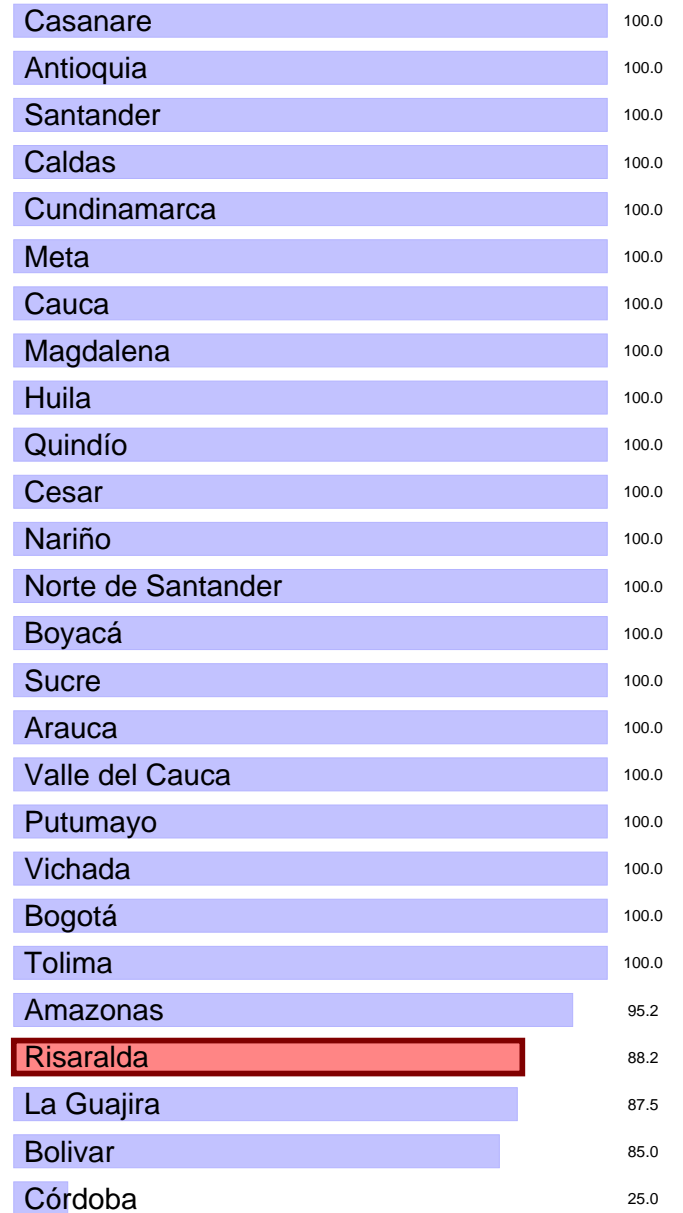 Casanare 100.0
Antioquia 100.0
Santander 100.0
Caldas 100.0
Cundinamarca 100.0
Meta 100.0
Cauca 100.0
Magdalena 100.0
Huila 100.0
Quindío 100.0
Cesar 100.0
Nariño 100.0
Norte de Santander 100.0
Boyacá 100.0
Sucre 100.0
Arauca 100.0
Valle del Cauca 100.0
Putumayo 100.0
Vichada 100.0
Bogotá 100.0
Tolima 100.0
Amazonas 95.2
Risaralda 88.2
La Guajira 87.5
Bolivar 85.0
Córdoba 25.0